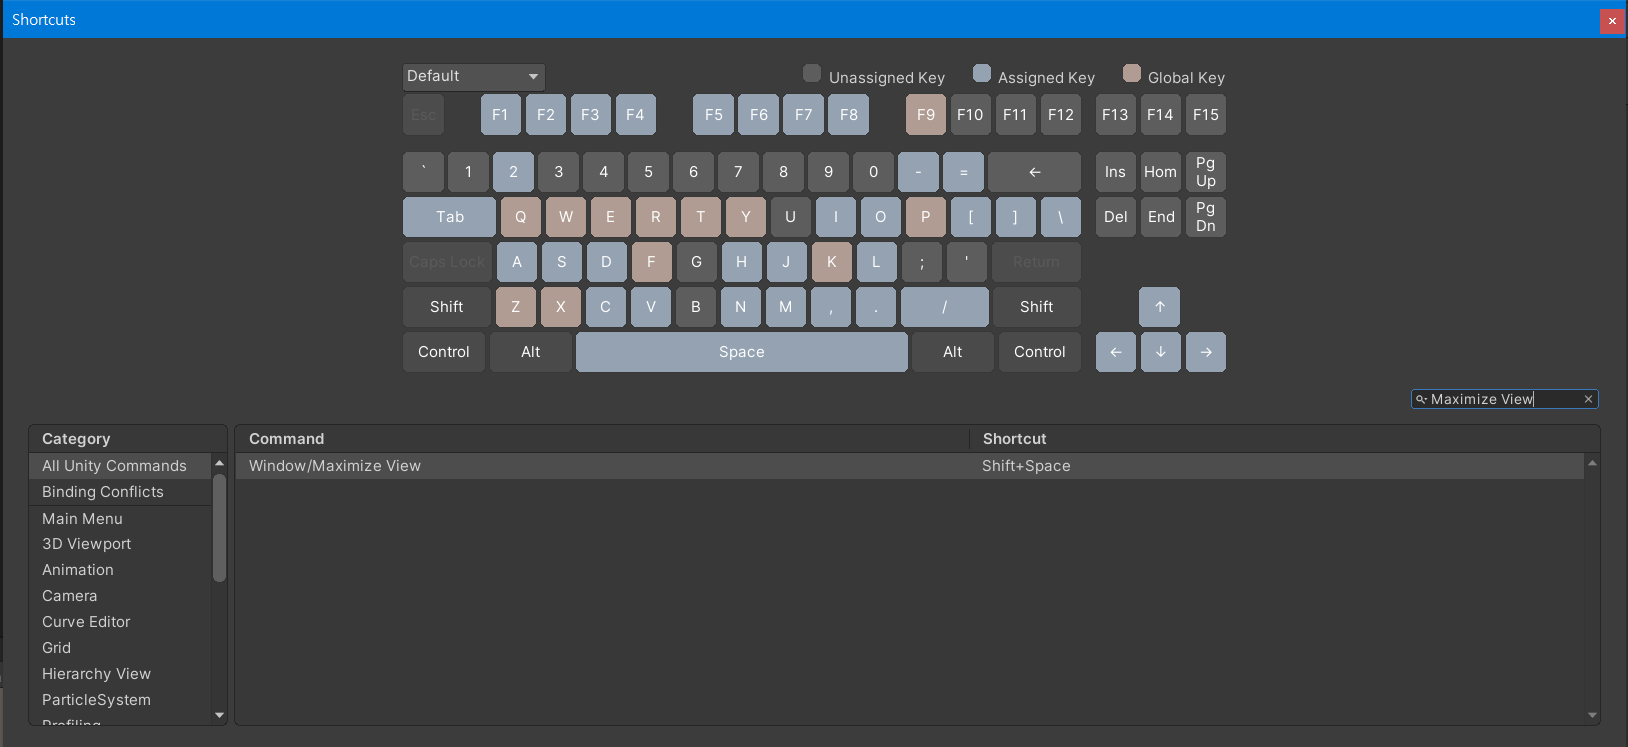 Shortcuts
Default
Unassigned Key Assigned Key Global Key
Esc F1 F2 F3 F4 F5 F6 F7 F8 F9 F10 F11 F12 F13 F14 F15
` 1 2 3 4 5 6 7 8 9 0 - = ← Ins Hom Pg Up
Tab Q W E R T Y U I O P [ ] \ Del End Pg Dn
Caps Lock A S D F G H J K L ; ' Return
Shift Z X C V B N M , . / Shift ↑
Control Alt Space Alt Control ← ↓ →
Maximize View
Category Command Shortcut
All Unity Commands Window/Maximize View Shift+Space
Binding Conflicts
Main Menu
3D Viewport
Animation
Camera
Curve Editor
Grid
Hierarchy View
ParticleSystem
Profiling